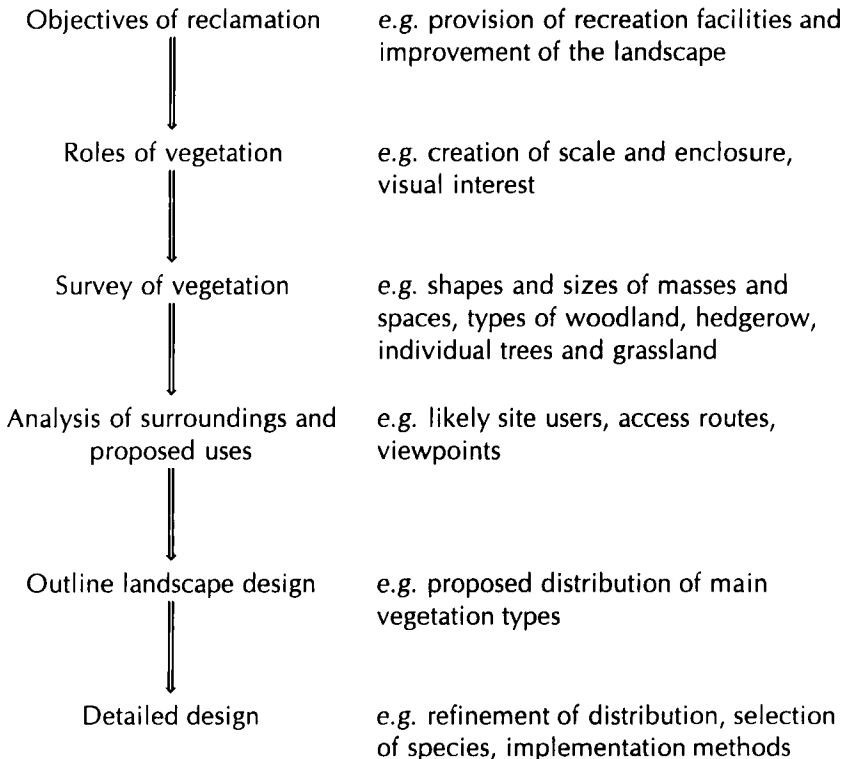 Objectives of reclamation
e.g. provision of recreation facilities and
improvement of the landscape
Roles of vegetation
e.g. creation of scale and enclosure,
visual interest
Survey of vegetation
e.g. shapes and sizes of masses and
spaces, types of woodland, hedgerow,
individual trees and grassland
Analysis of surroundings and
proposed uses
e.g. likely site users, access routes,
viewpoints
Outline landscape design
e.g. proposed distribution of main
vegetation types
Detailed design
e.g. refinement of distribution, selection
of species, implementation methods